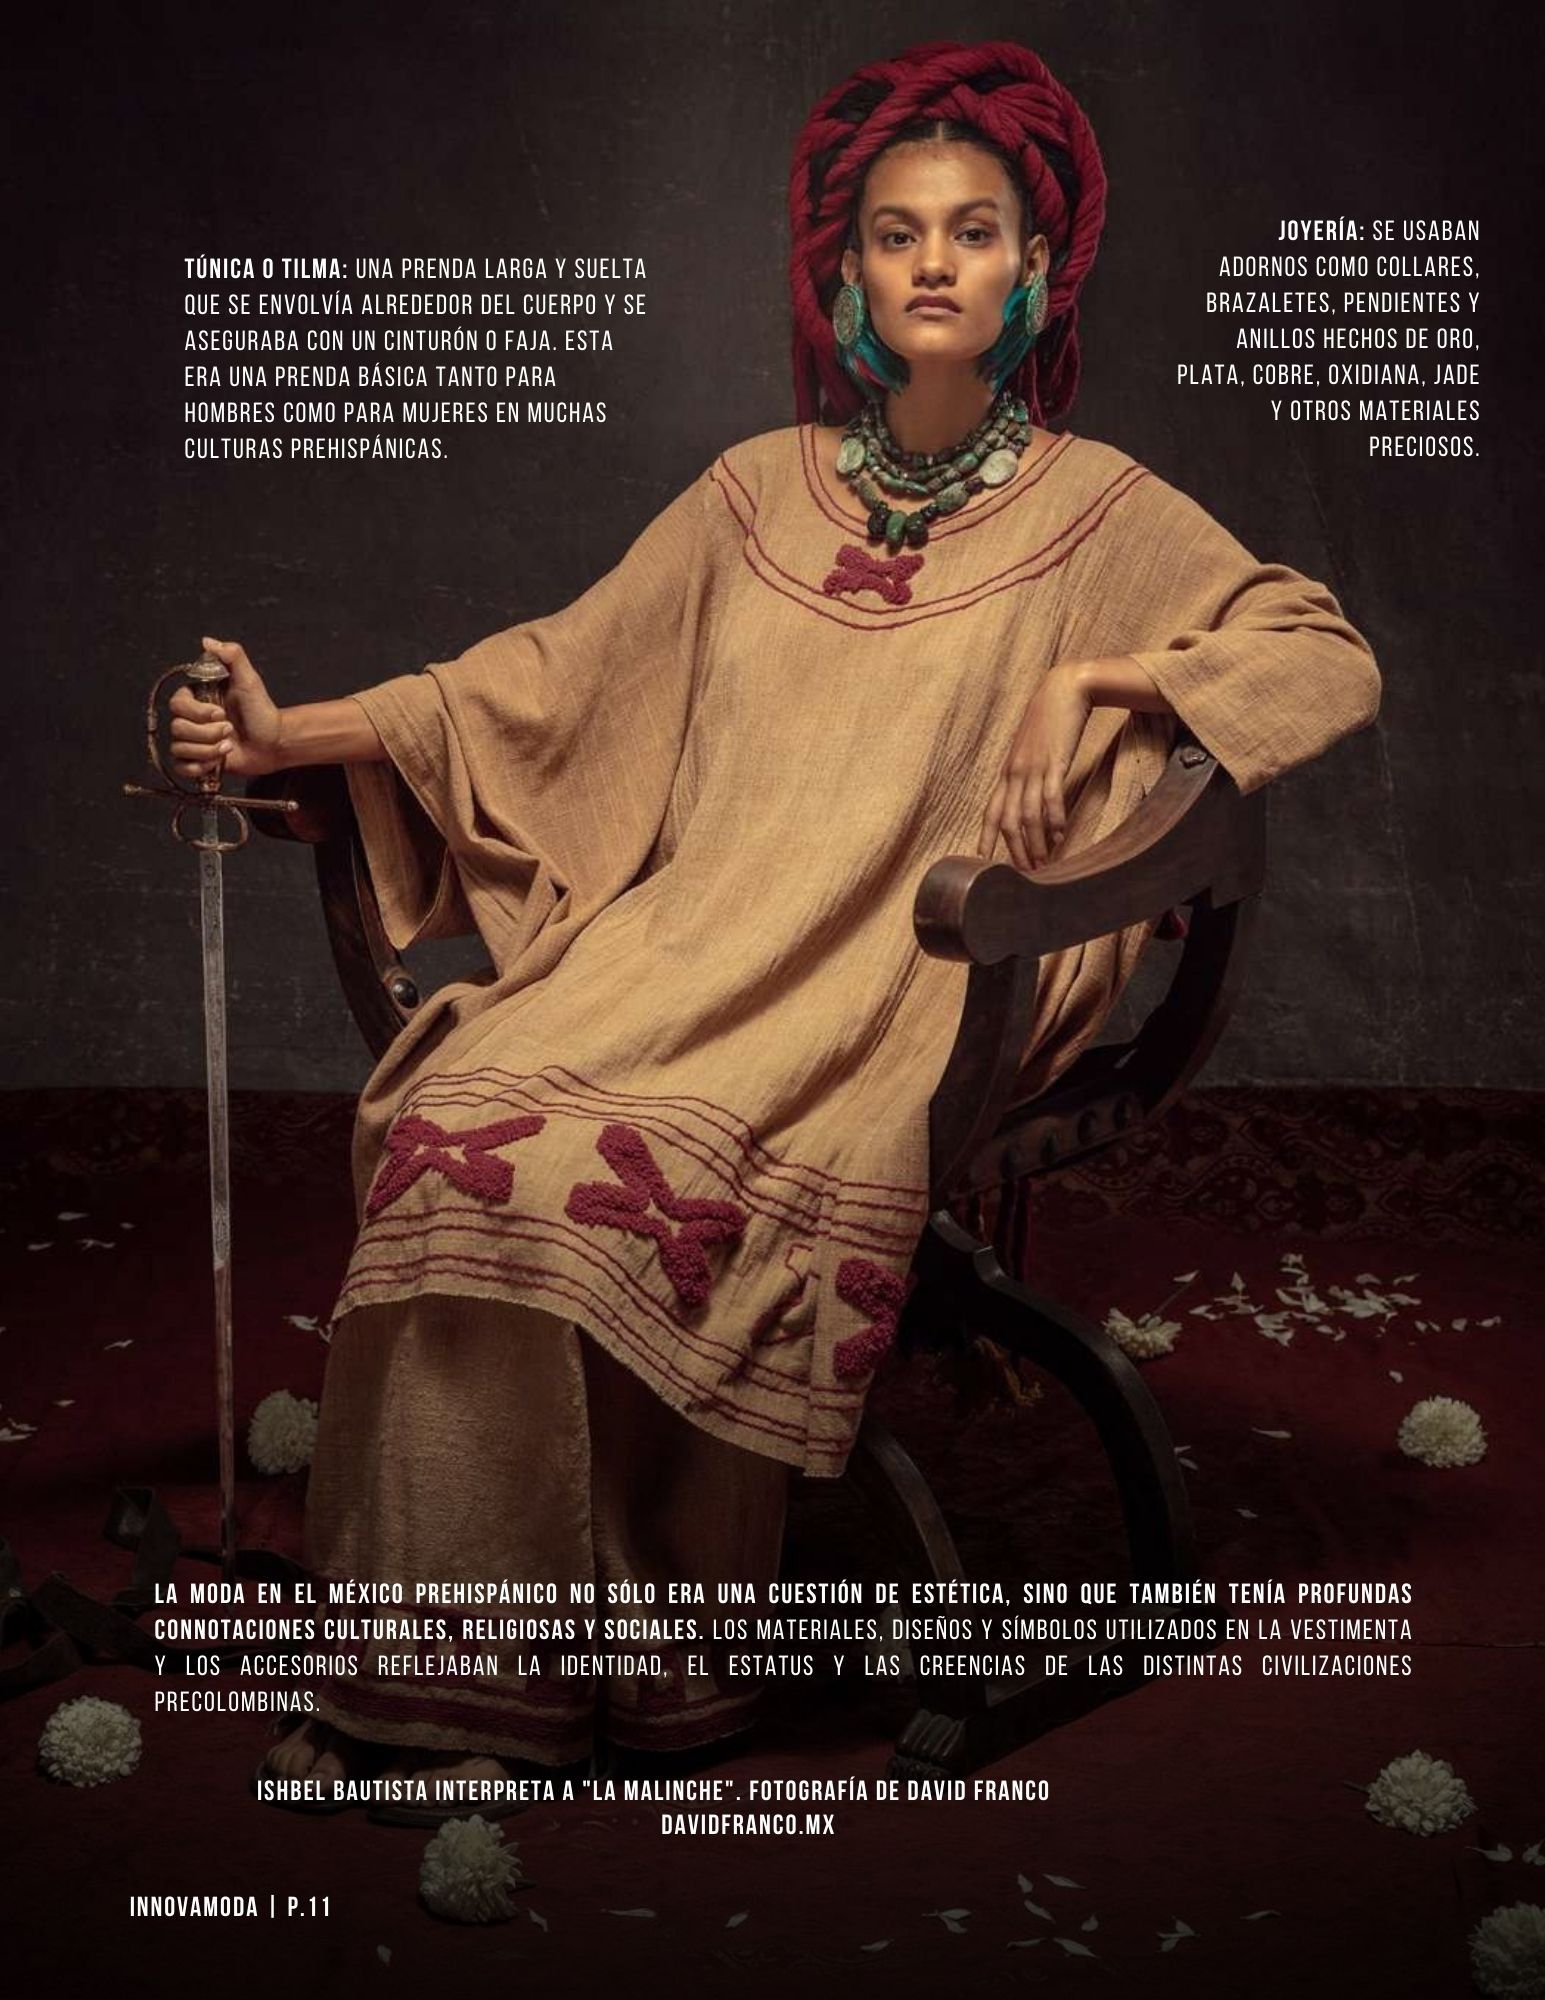 TÚNICA O TILMA: UNA PRENDA LARGA Y SUELTA
QUE SE ENVOLVÍA ALREDEDOR DEL CUERPO Y SE
ASEGURABA CON UN CINTURÓN O FAJA. ESTA
ERA UNA PRENDA BÁSICA TANTO PARA
HOMBRES COMO PARA MUJERES EN MUCHAS
CULTURAS PREHISPÁNICAS.
JOYERÍA: SE USABAN
ADORNOS COMO COLLARES,
BRAZALETES, PENDIENTES Y
ANILLOS HECHOS DE ORO,
PLATA, COBRE, OXIDIANA, JADE
Y OTROS MATERIALES
PRECIOSOS.
LA MODA EN EL MÉXICO PREHISPÁNICO NO SÓLO ERA UNA CUESTIÓN DE ESTÉTICA, SINO QUE TAMBIÉN TENÍA PROFUNDAS
CONNOTACIONES CULTURALES, RELIGIOSAS Y SOCIALES. LOS MATERIALES, DISEÑOS Y SÍMBOLOS UTILIZADOS EN LA VESTIMENTA
Y LOS ACCESORIOS REFLEJABAN LA IDENTIDAD, EL ESTATUS Y LAS CREENCIAS DE LAS DISTINTAS CIVILIZACIONES
PRECOLOMBINAS.
ISHBEL BAUTISTA INTERPRETA A "LA MALINCHE". FOTOGRAFÍA DE DAVID FRANCO
DAVIDFRANCO.MX
INNOVAMODA | P.11